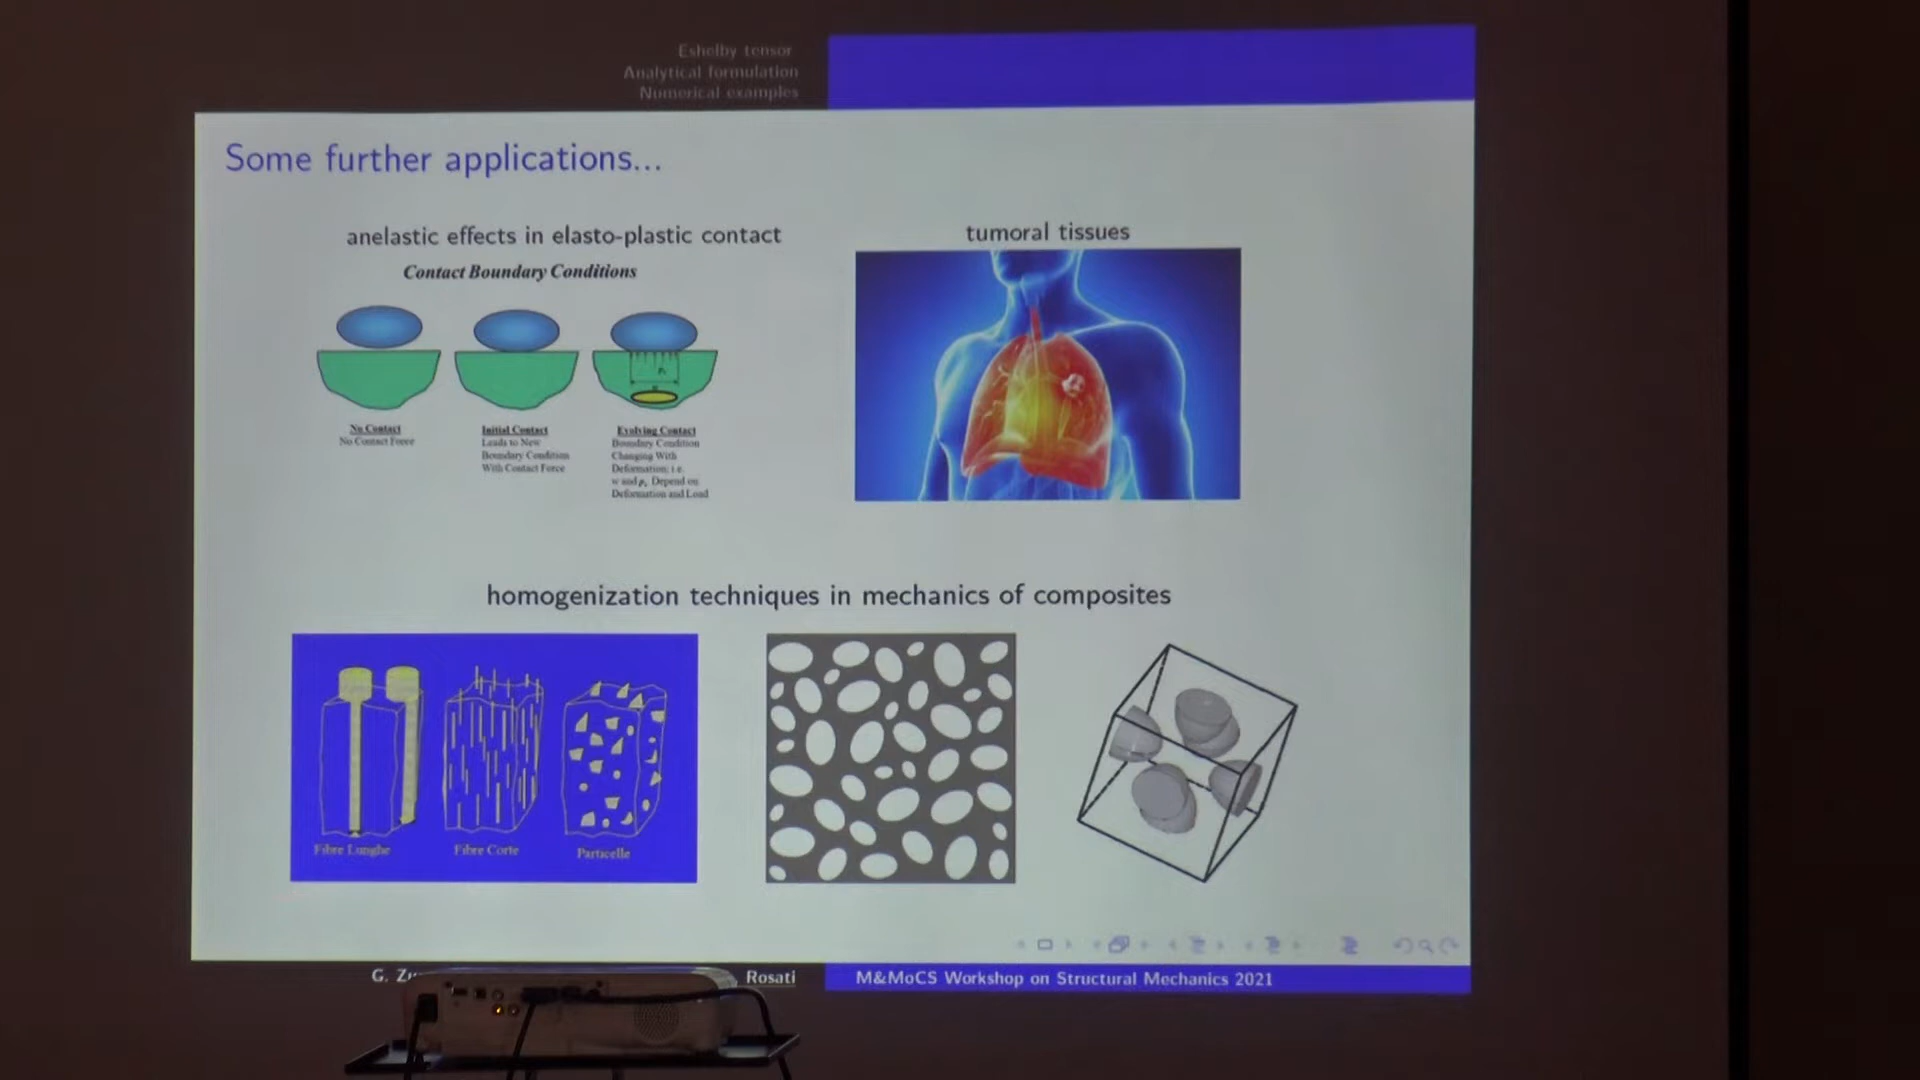 Eshelby tensor
Analytical formulation
Numerical examples
Some further applications...
anelastic effects in elasto-plastic contact
Contact Boundary Conditions
No Contact
No Contact Force
Initial Contact
Leads to New
Boundary Condition
With Contact Force
Evolving Contact
Boundary Condition
Changing With
Deformation; i.e.
w and p, Depend on
Deformation and Load
tumoral tissues
homogenization techniques in mechanics of composites
Fibre Lunghe
Fibre Corte
Particelle
G.
Rosati
M&MoCS Workshop on Structural Mechanics 2021